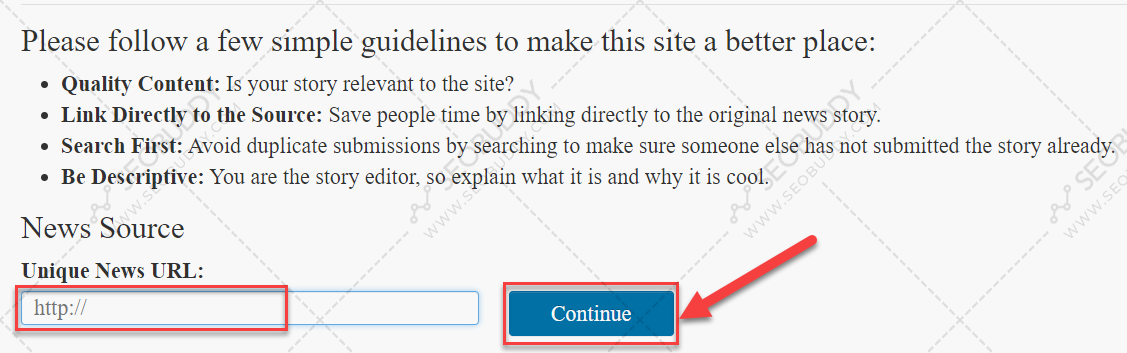 Please follow a few simple guidelines to make this site a better place:
• Quality Content: Is your story relevant to the site?
• Link Directly to the Source: Save people time by linking directly to the original news story.
• Search First: Avoid duplicate submissions by searching to make sure someone else has not submitted the story already.
• Be Descriptive: You are the story editor, so explain what it is and why it is cool.
News Source
Unique News URL:
http://
Continue
SEOBUDDY
WWW.SEOBUDDY.COM